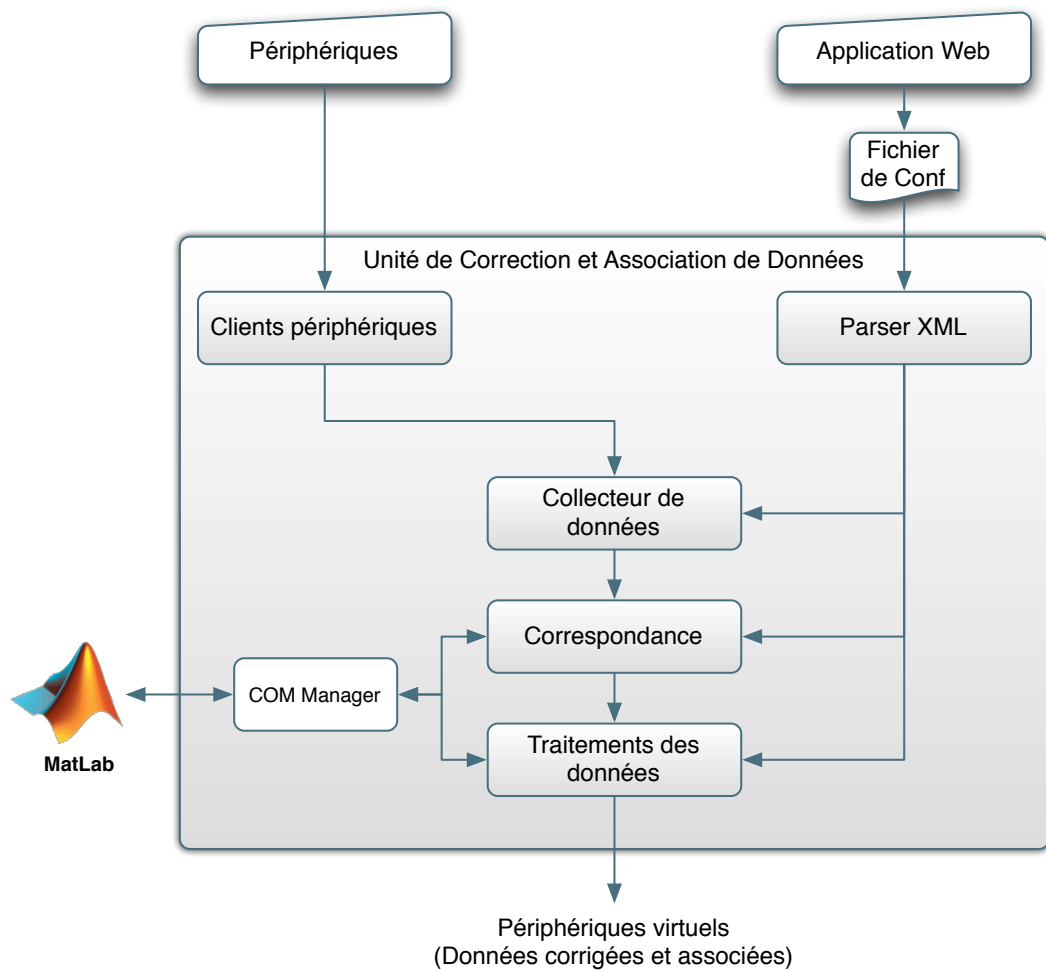 Périphériques
Application Web
Fichier
de Conf
Unité de Correction et Association de Données
Clients périphériques
Parser XML
Collecteur de
données
Correspondance
COM Manager
MatLab
Traitements des
données
Périphériques virtuels
(Données corrigées et associées)